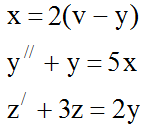 x = 2(v − y)
y // + y = 5x
z / + 3z = 2y